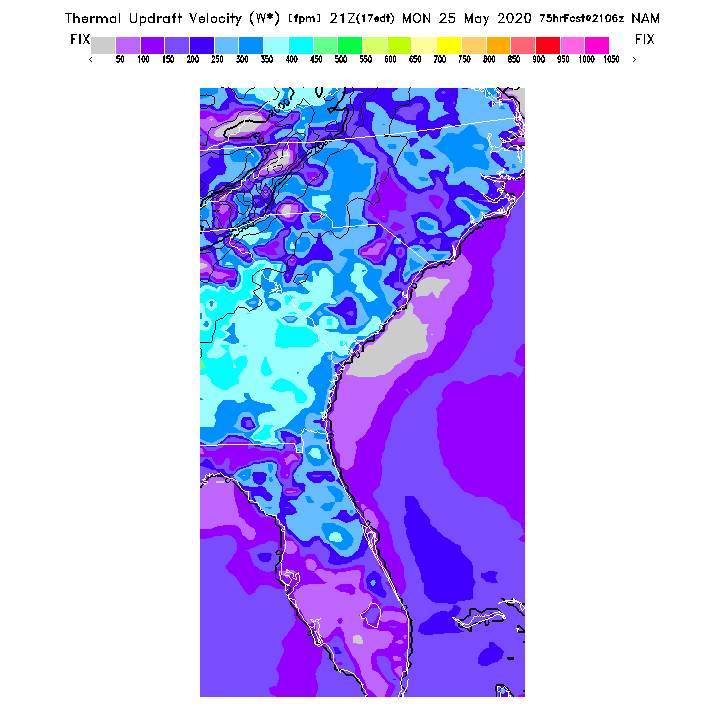 Thermal Updraft Velocity (W*) [fpm] 21Z(17edt) MON 25 May 2020 75hrFcst@2106z NAM
FIX FIX
< 50 100 150 200 250 300 350 400 450 500 550 600 650 700 750 800 850 900 950 1000 1050 >